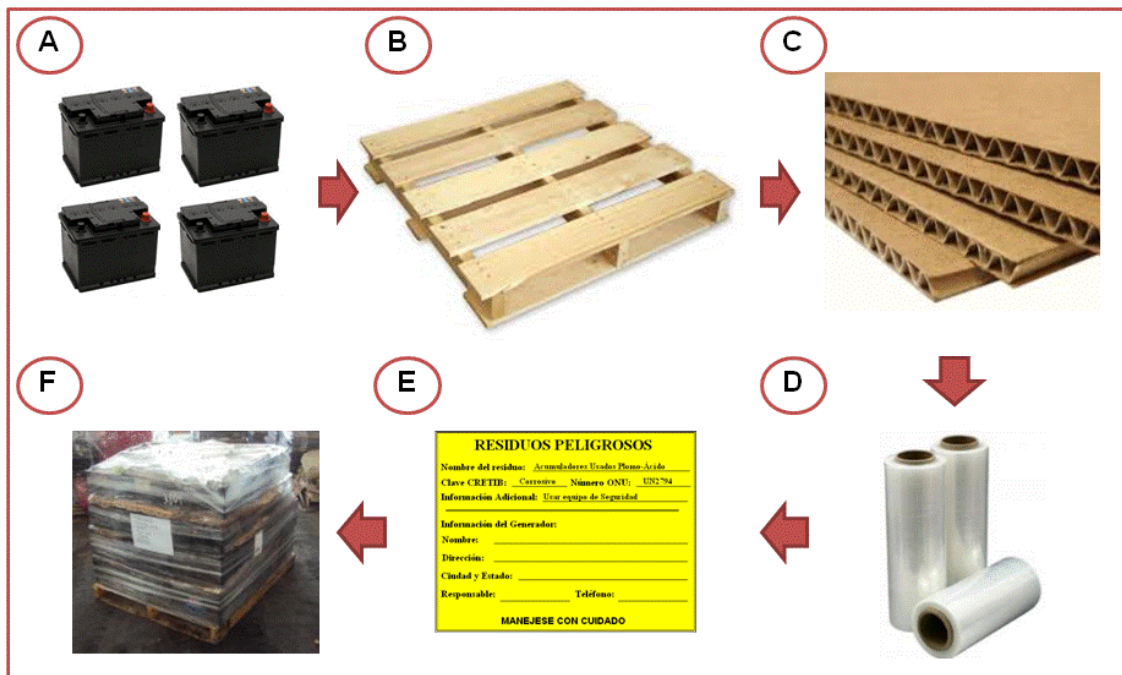 A
B
C
F
E
D
RESIDUOS PELIGROSOS
Nombre del residuo: Acumuladores Usados Plomo-Ácido
Clave CRETIB: Corrosivo Número ONU: UN2794
Información Adicional: Usar equipo de Seguridad
Información del Generador:
Nombre:
Dirección:
Ciudad y Estado:
Responsable: Teléfono:
MANEJESE CON CUIDADO